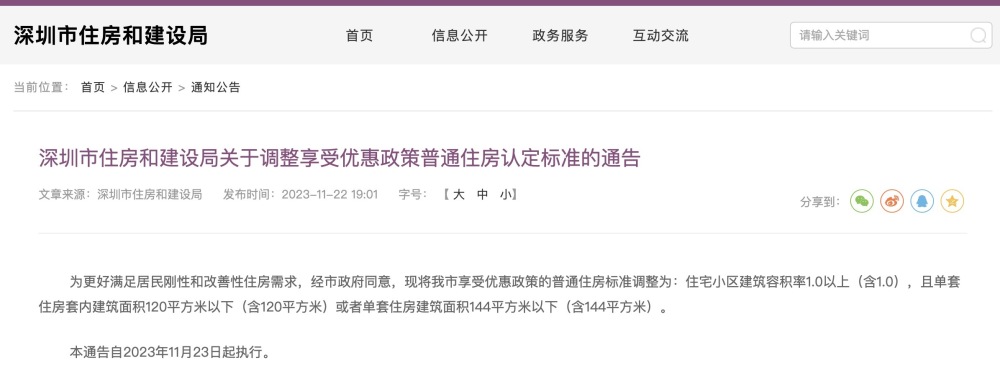 深圳市住房和建设局
首页 信息公开 政务服务 互动交流
请输入关键词
当前位置： 首页 > 信息公开 > 通知公告
深圳市住房和建设局关于调整享受优惠政策普通住房认定标准的通告
文章来源：深圳市住房和建设局 发布时间：2023-11-22 19:01 字号：【大 中 小】
分享到：
为更好满足居民刚性和改善性住房需求，经市政府同意，现将我市享受优惠政策的普通住房标准调整为：住宅小区建筑容积率1.0以上（含1.0），且单套
住房套内建筑面积120平方米以下（含120平方米）或者单套住房建筑面积144平方米以下（含144平方米）。
本通告自2023年11月23日起执行。